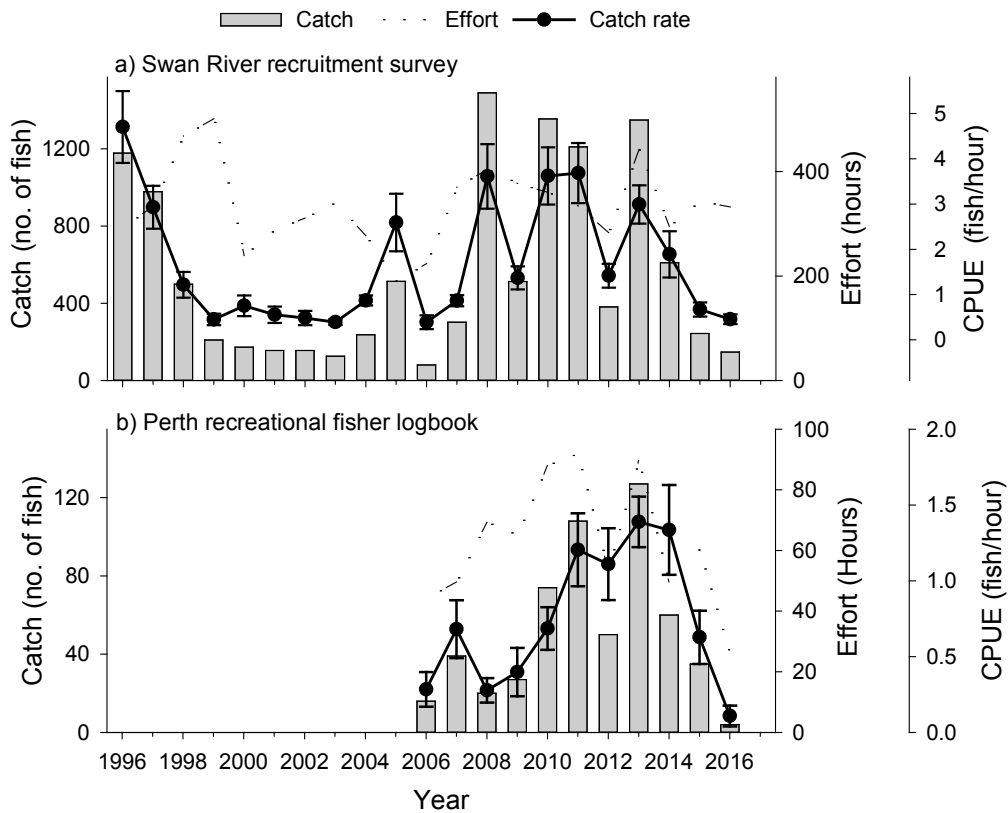 Catch Effort Catch rate
a) Swan River recruitment survey
Catch (no. of fish)
1200
800
400
0
Effort (hours)
400
200
0
CPUE (fish/hour)
5
4
3
2
1
0
b) Perth recreational fisher logbook
Catch (no. of fish)
120
80
40
0
Effort (Hours)
100
80
60
40
20
0
CPUE (fish/hour)
2.0
1.5
1.0
0.5
0.0
1996 1998 2000 2002 2004 2006 2008 2010 2012 2014 2016
Year